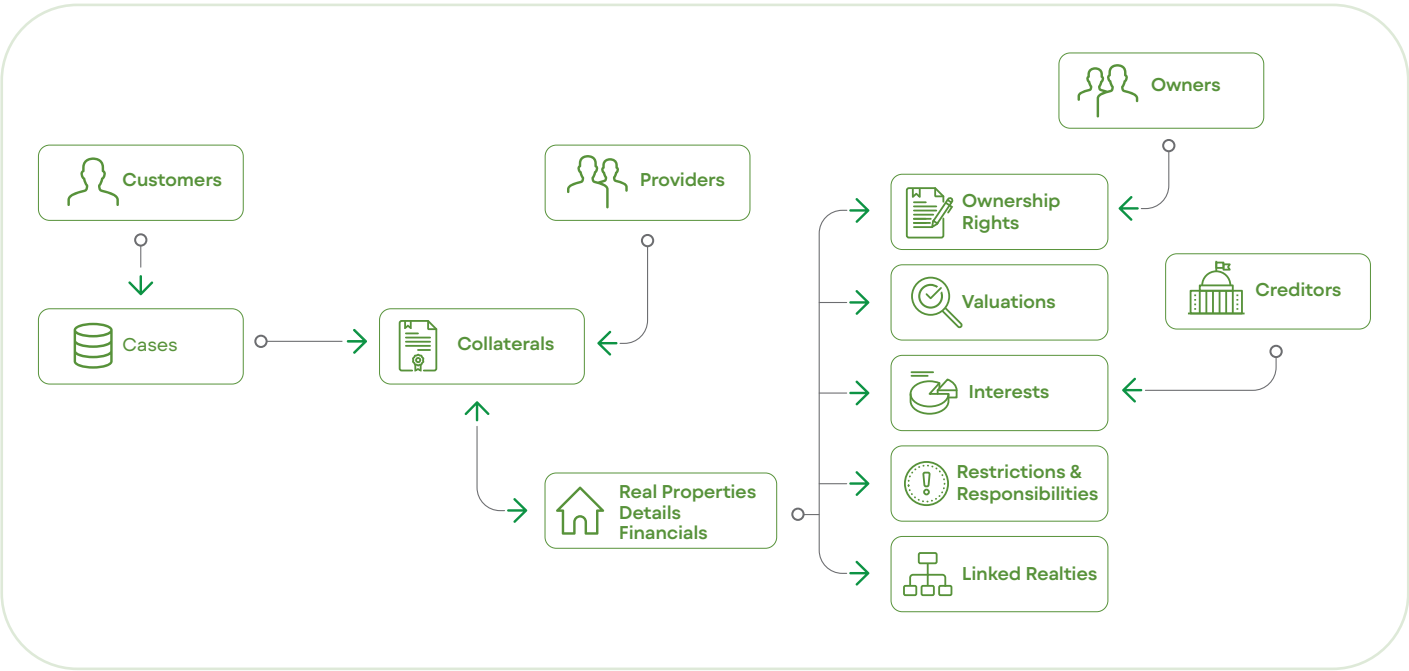 Owners
Customers
Providers
Ownership
Rights
Creditors
Valuations
Cases
Collaterals
Interests
Restrictions &
Responsibilities
Real Properties
Details
Financials
Linked Realties